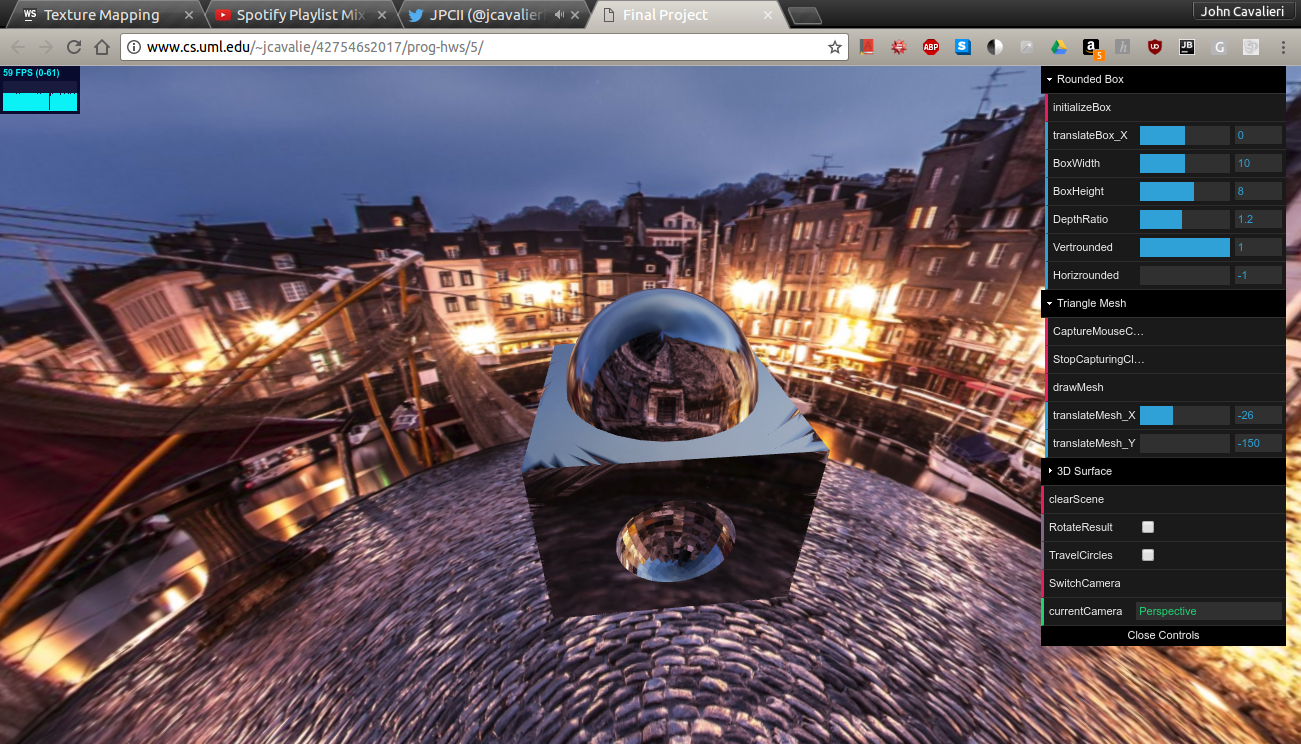 Texture Mapping
Spotify Playlist Mix
JPCII (@jcavalier
Final Project
John Cavalieri
www.cs.uml.edu/~jcavalie/427546s2017/prog-hws/5/
59 FPS (0-61)
Rounded Box
initializeBox
translateBox_X 0
BoxWidth 10
BoxHeight 8
DepthRatio 1.2
Vertrounded 1
Horizrounded -1
Triangle Mesh
CaptureMouseC...
StopCapturingCl...
drawMesh
translateMesh_X -26
translateMesh_Y -150
3D Surface
clearScene
RotateResult
TravelCircles
SwitchCamera
currentCamera Perspective
Close Controls